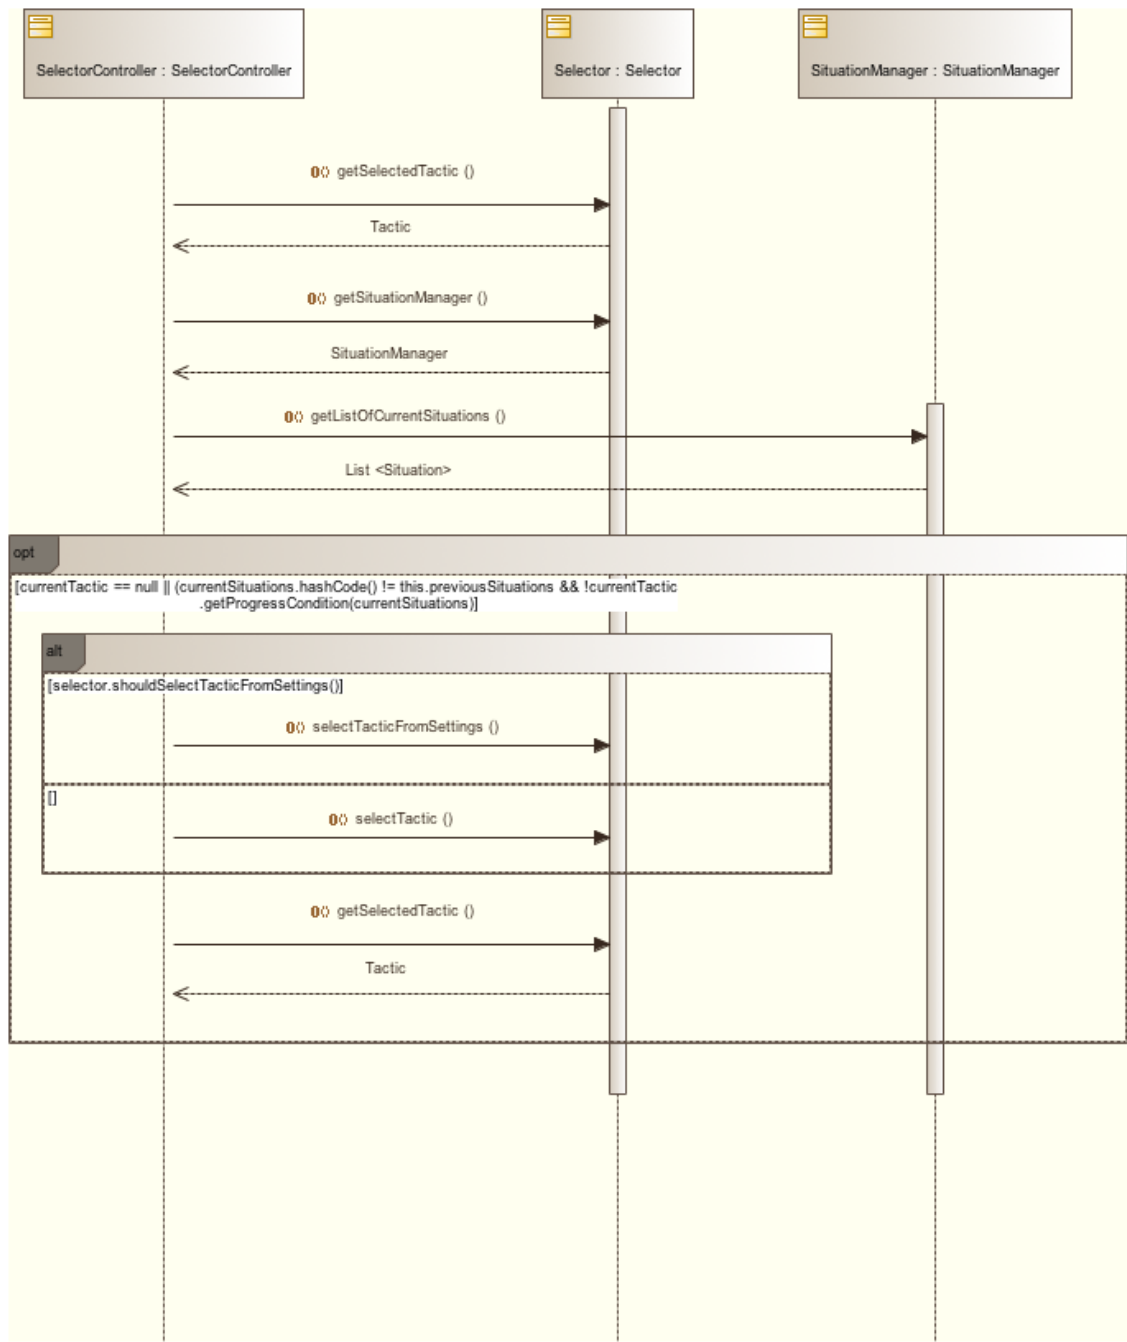 SelectorController : SelectorController
Selector : Selector
SituationManager : SituationManager
getSelectedTactic ()
Tactic
getSituationManager ()
SituationManager
getListOfCurrentSituations ()
List <Situation>
opt
[currentTactic == null || (currentSituations.hashCode() != this.previousSituations && !currentTactic
.getProgressCondition(currentSituations)]
alt
[selector.shouldSelectTacticFromSettings()]
selectTacticFromSettings ()
[]
selectTactic ()
getSelectedTactic ()
Tactic